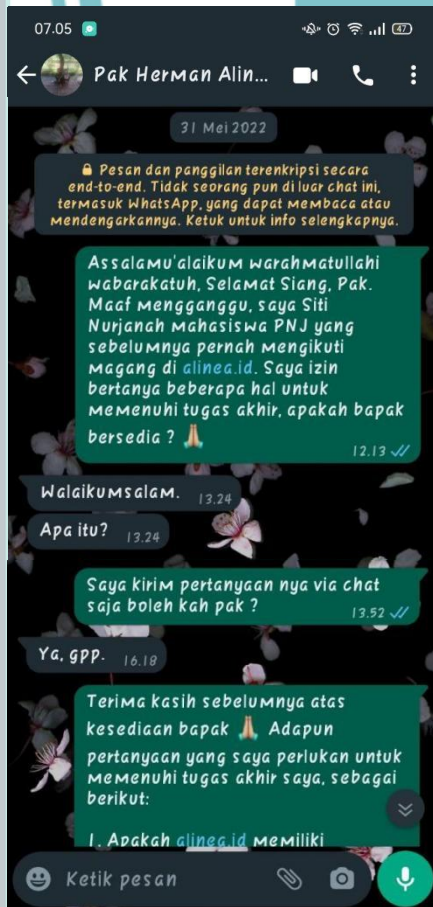 07.05
47
Pak Herman Alin...
31 Mei 2022
Pesan dan panggilan terenkripsi secara
end-to-end. Tidak seorang pun di luar chat ini,
termasuk WhatsApp, yang dapat membaca atau
mendengarkannya. Ketuk untuk info selengkapnya.
Assalamu'alaikum warahmatullahi
wabarakatuh, Selamat Siang, Pak.
Maaf mengganggu, saya Siti
Nurjanah mahasiswa PNJ yang
sebelumnya pernah mengikuti
magang di alinea.id. Saya izin
bertanya beberapa hal untuk
memenuhi tugas akhir, apakah bapak
bersedia ? 🙏
12.13
Walaikumsalam. 13.24
Apa itu? 13.24
Saya kirim pertanyaan nya via chat
saja boleh kah pak ?
13.52
Ya, gpp. 16.18
Terima kasih sebelumnya atas
kesediaan bapak 🙏 Adapun
pertanyaan yang saya perlukan untuk
memenuhi tugas akhir saya, sebagai
berikut:
1. Apakah alinea.id memiliki
Ketik pesan